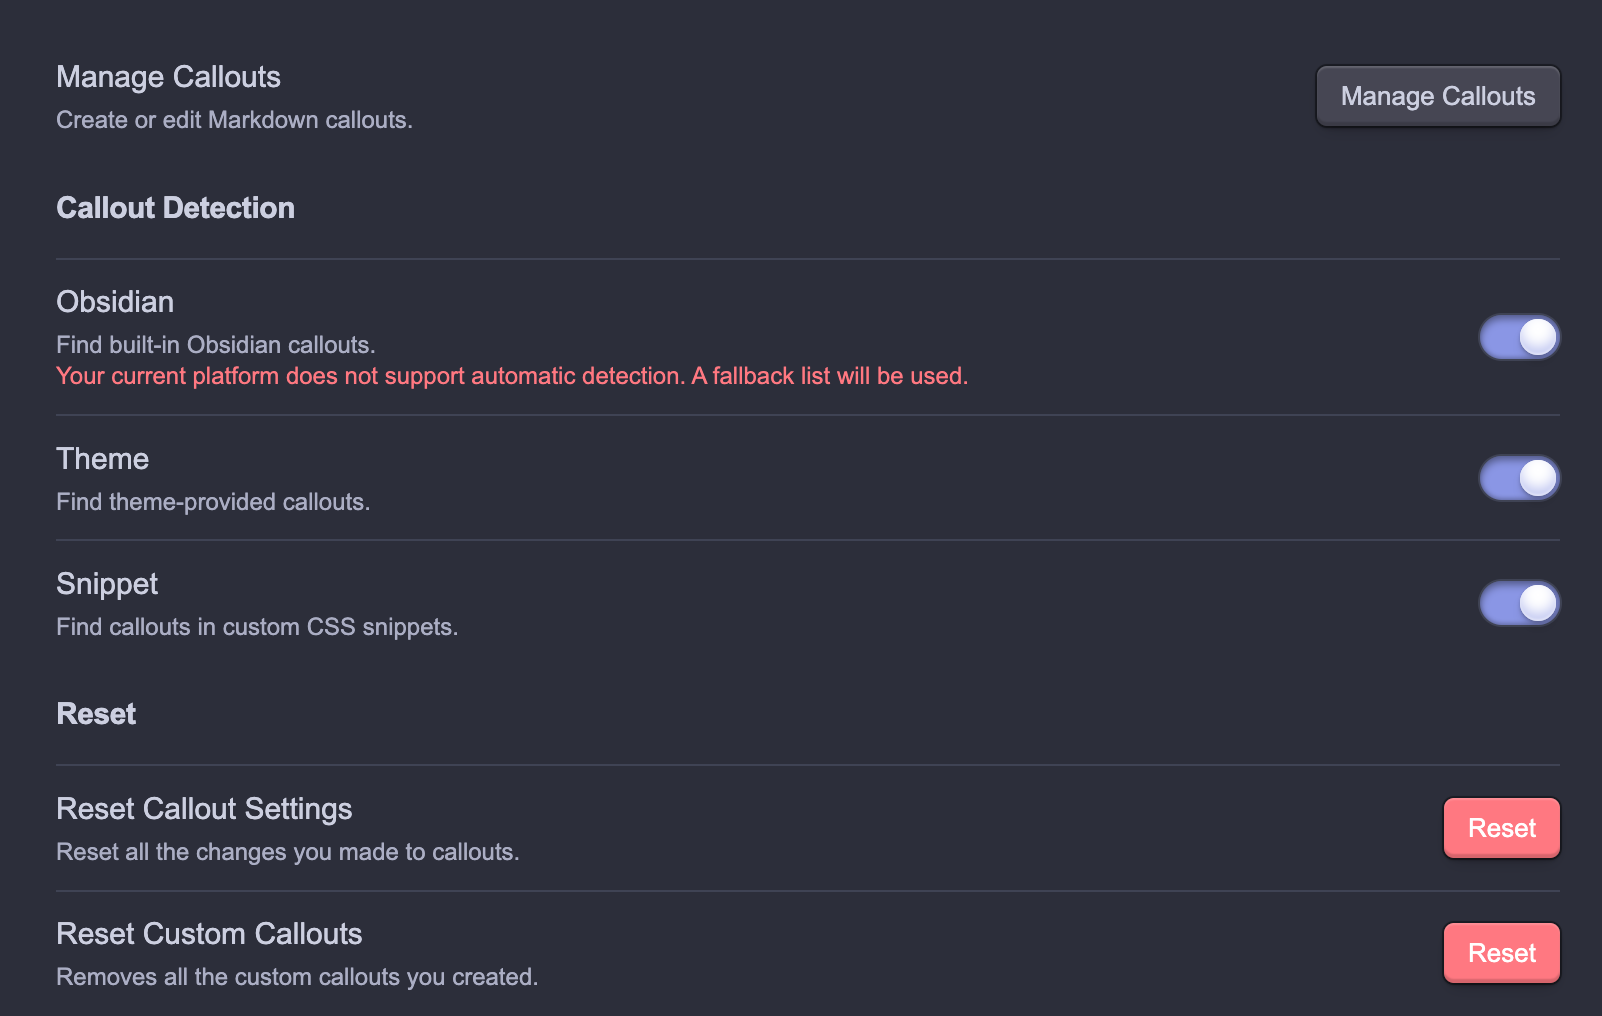 Manage Callouts
Create or edit Markdown callouts.
Manage Callouts
Callout Detection
Obsidian
Find built-in Obsidian callouts.
Your current platform does not support automatic detection. A fallback list will be used.
Theme
Find theme-provided callouts.
Snippet
Find callouts in custom CSS snippets.
Reset
Reset Callout Settings
Reset all the changes you made to callouts.
Reset
Reset Custom Callouts
Removes all the custom callouts you created.
Reset